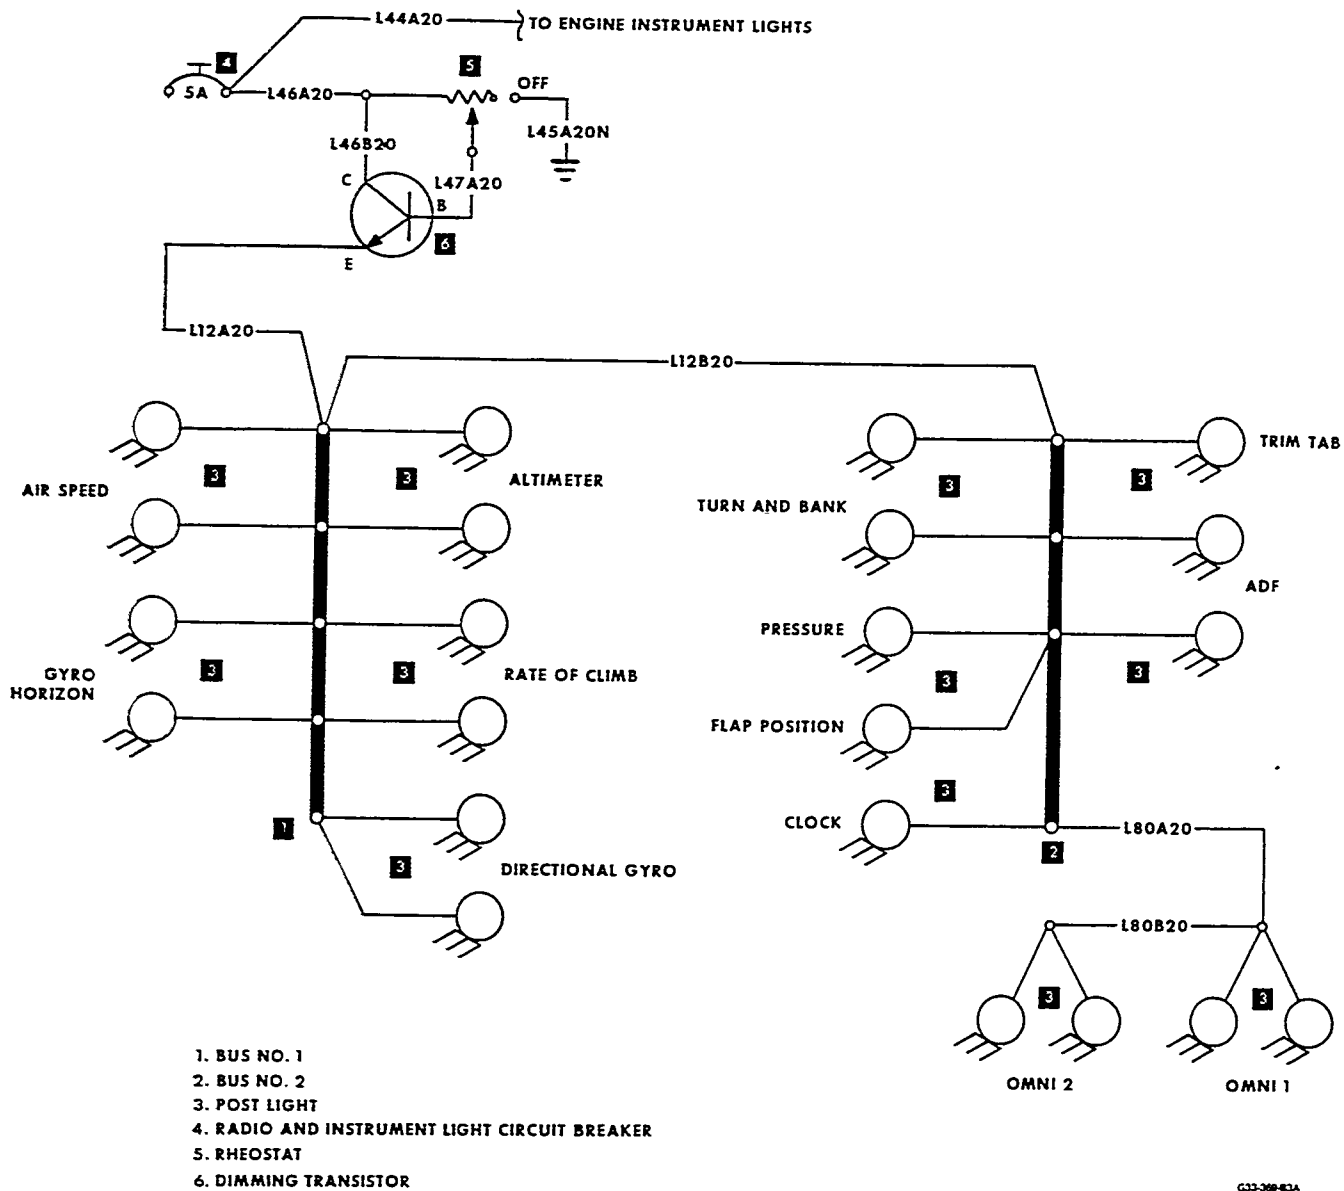 L44A20
TO ENGINE INSTRUMENT LIGHTS
4
5
OFF
5A
L46A20
L45A20N
L46B20
C
L47A20
B
6
E
L12A20
L12B20
TRIM TAB
3
3
ALTIMETER
3
3
AIR SPEED
TURN AND BANK
ADF
PRESSURE
3
3
GYRO
HORIZON
RATE OF CLIMB
3
3
FLAP POSITION
3
1
CLOCK
L80A20
2
3
DIRECTIONAL GYRO
L80B20
3
3
OMNI 2
OMNI 1
1. BUS NO. 1
2. BUS NO. 2
3. POST LIGHT
4. RADIO AND INSTRUMENT LIGHT CIRCUIT BREAKER
5. RHEOSTAT
6. DIMMING TRANSISTOR
G33-369-83A